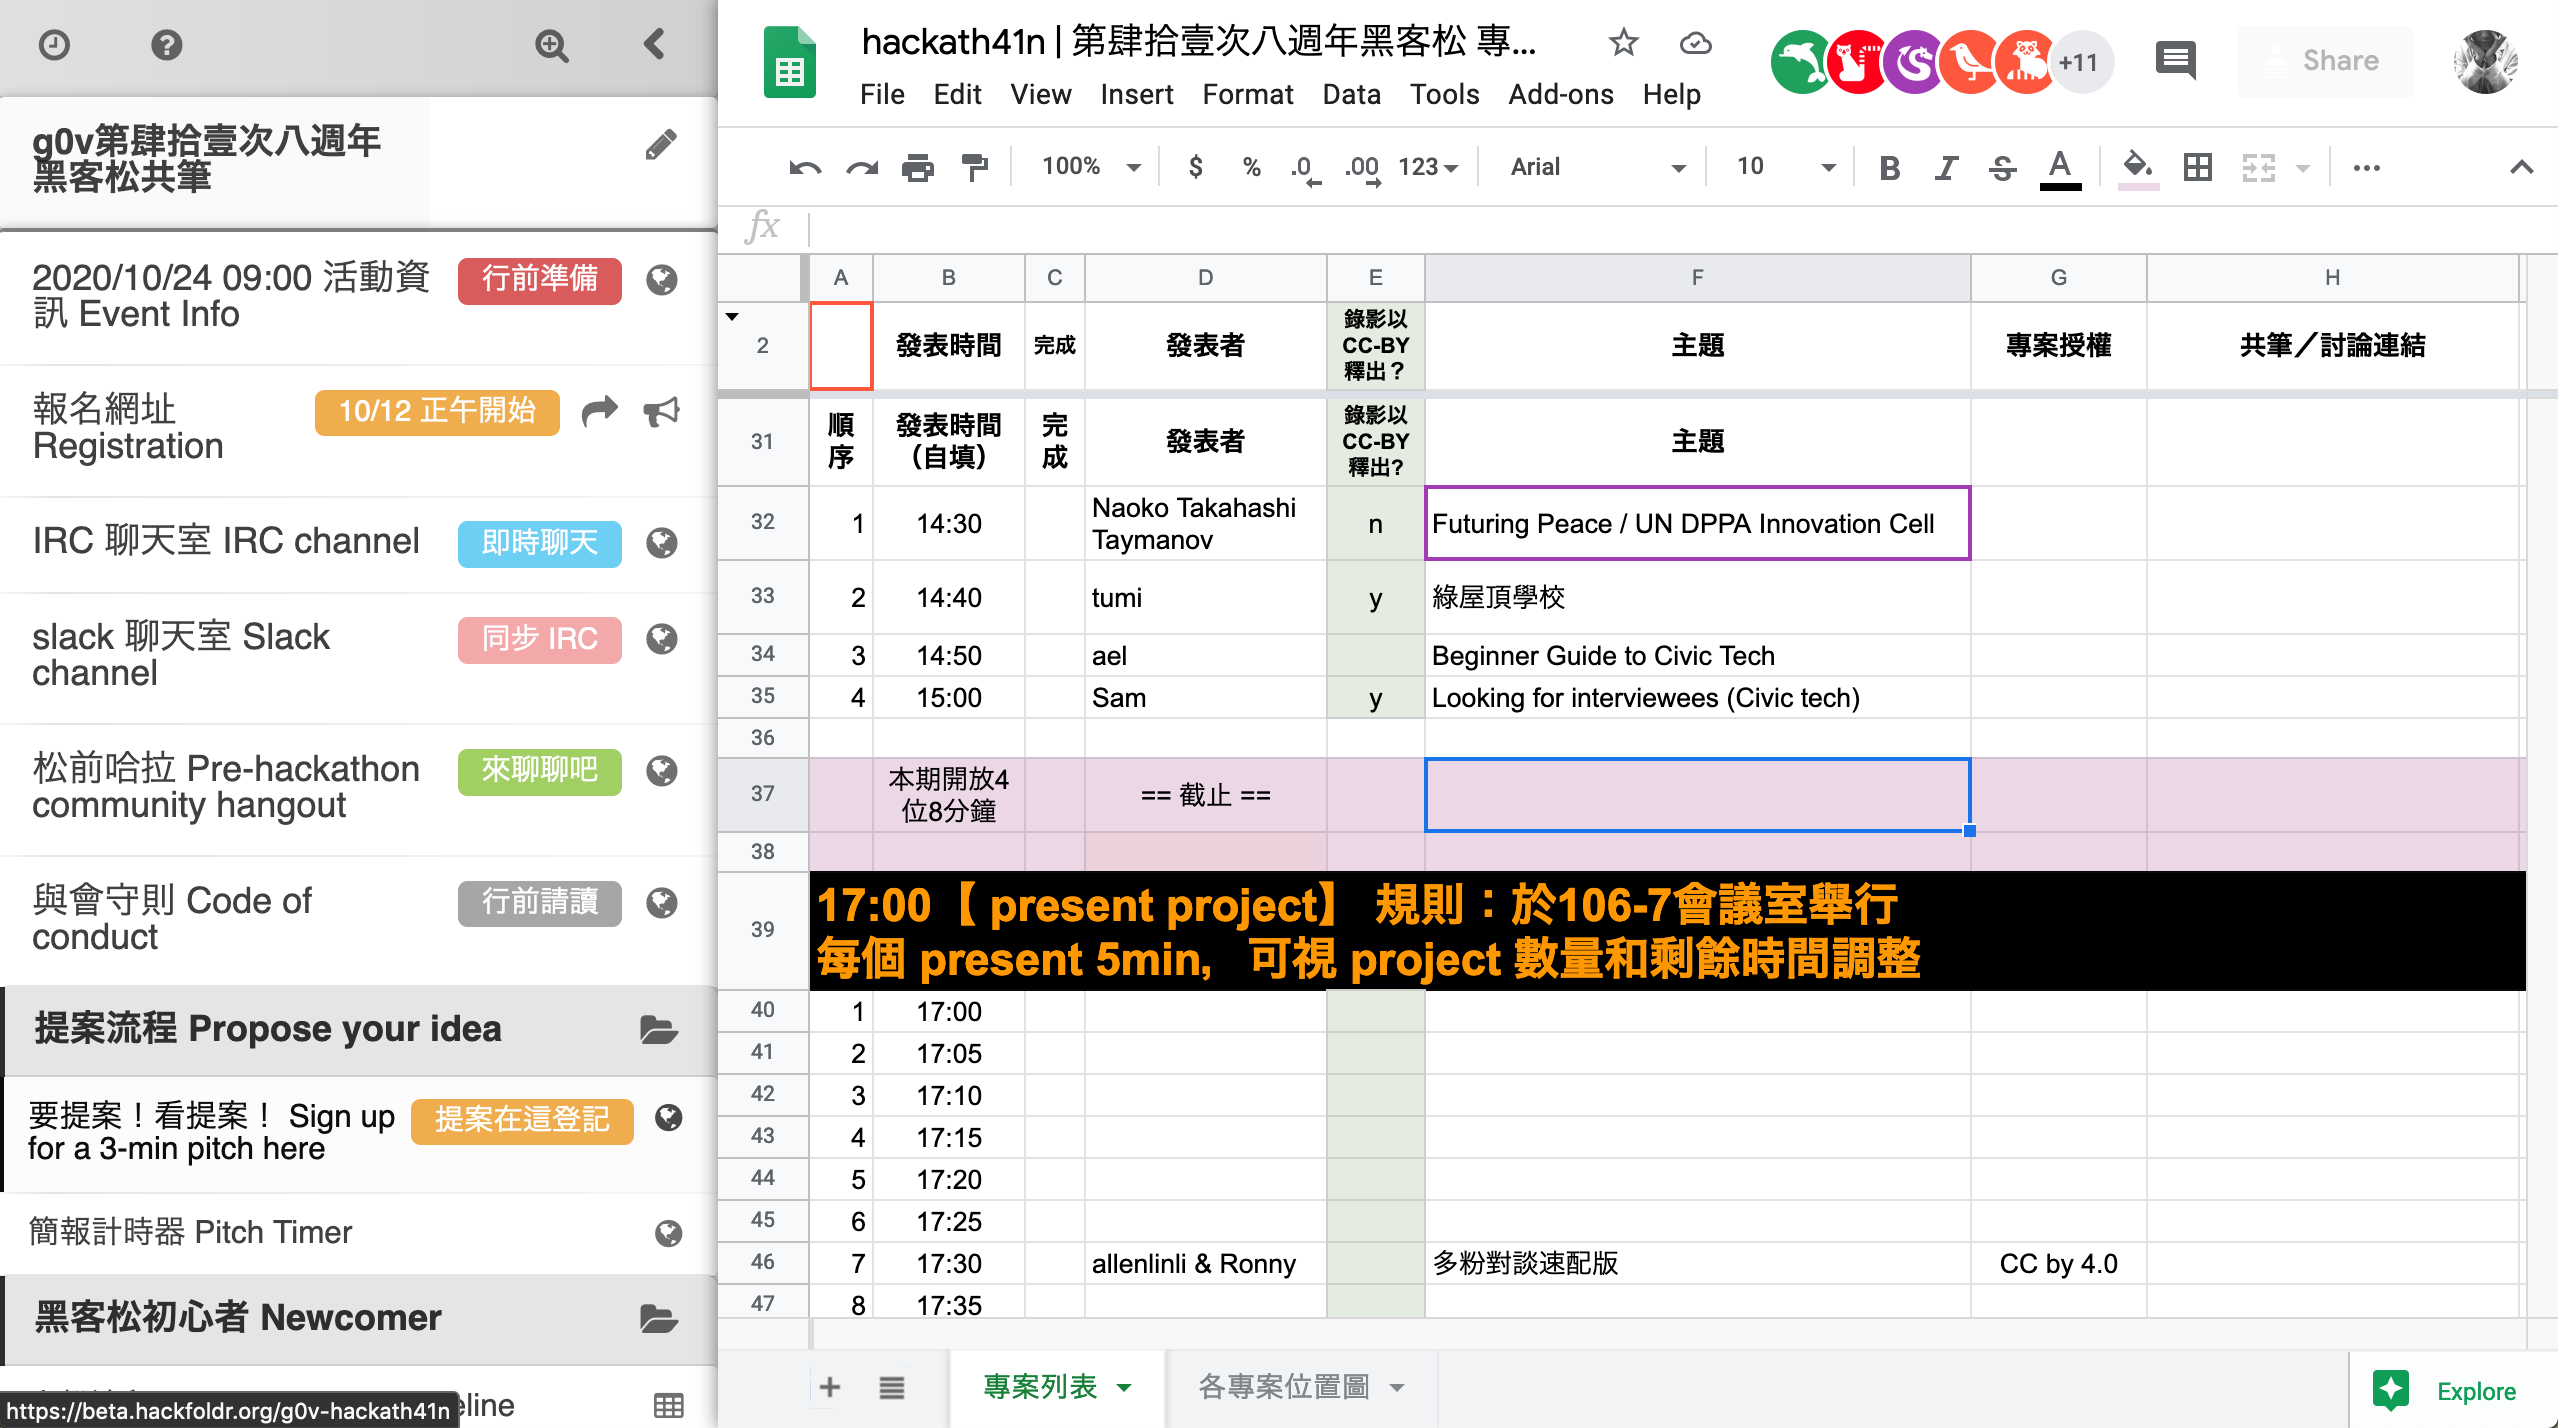 g0v第肆拾壹次八週年
黑客松共筆
2020/10/24 09:00 活動資
訊 Event Info
行前準備
報名網址
Registration
10/12 正午開始
IRC 聊天室 IRC channel
即時聊天
slack 聊天室 Slack
channel
同步 IRC
松前哈拉 Pre-hackathon
community hangout
來聊聊吧
與會守則 Code of
conduct
行前請讀
提案流程 Propose your idea
要提案！看提案！ Sign up
for a 3-min pitch here
提案在這登記
簡報計時器 Pitch Timer
黑客松初心者 Newcomer
eline
https://beta.hackfoldr.org/g0v-hackath41n
hackath41n | 第肆拾壹次八週年黑客松 專...
+11
Share
File Edit View Insert Format Data Tools Add-ons Help
100% $ % .0 .00 123 Arial 10 B I S A
fx
A B C D E F G H
2 發表時間 完成 發表者 錄影以 CC-BY 釋出？ 主題 專案授權 共筆／討論連結
31 順序 發表時間（自填） 完成 發表者 錄影以 CC-BY 釋出? 主題
32 1 14:30 Naoko Takahashi Taymanov n Futuring Peace / UN DPPA Innovation Cell
33 2 14:40 tumi y 綠屋頂學校
34 3 14:50 ael Beginner Guide to Civic Tech
35 4 15:00 Sam y Looking for interviewees (Civic tech)
36
37 本期開放4位8分鐘 == 截止 ==
38
39 17:00【 present project】 規則：於106-7會議室舉行
每個 present 5min, 可視 project 數量和剩餘時間調整
40 1 17:00
41 2 17:05
42 3 17:10
43 4 17:15
44 5 17:20
45 6 17:25
46 7 17:30 allenlinli & Ronny 多粉對談速配版 CC by 4.0
47 8 17:35
專案列表
各專案位置圖
Explore